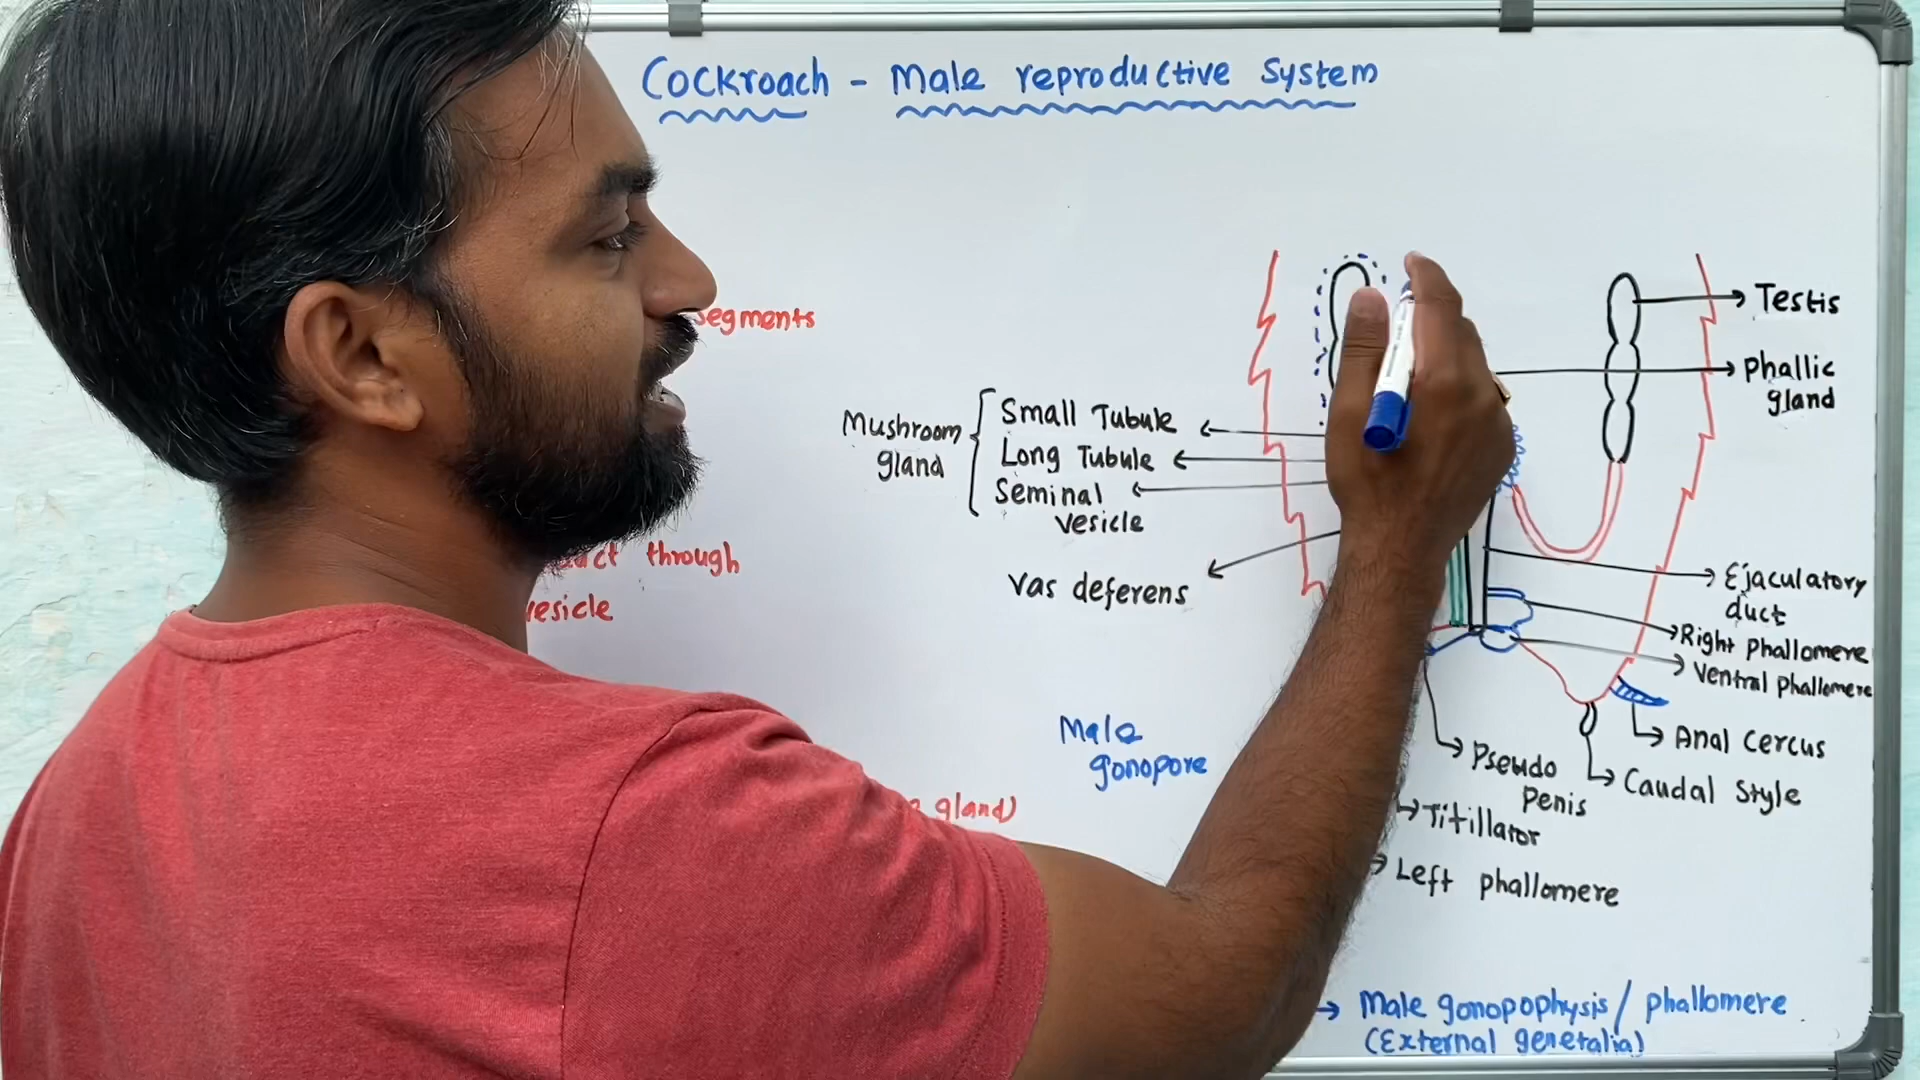 Cockroach - Male reproductive System
Segments
Testis
Phallic
gland
Mushroom
gland
Small Tubule
Long Tubule
Seminal
vesicle
through
vesicle
Vas deferens
Ejaculatory
duct
Right Phallomere
Ventral phallomere
Male
gonopore
Anal Cercus
Pseudo
Penis
Caudal Style
gland)
Titillator
Left phallomere
→ Male gonopophysis / phallomere
(External genetalia)